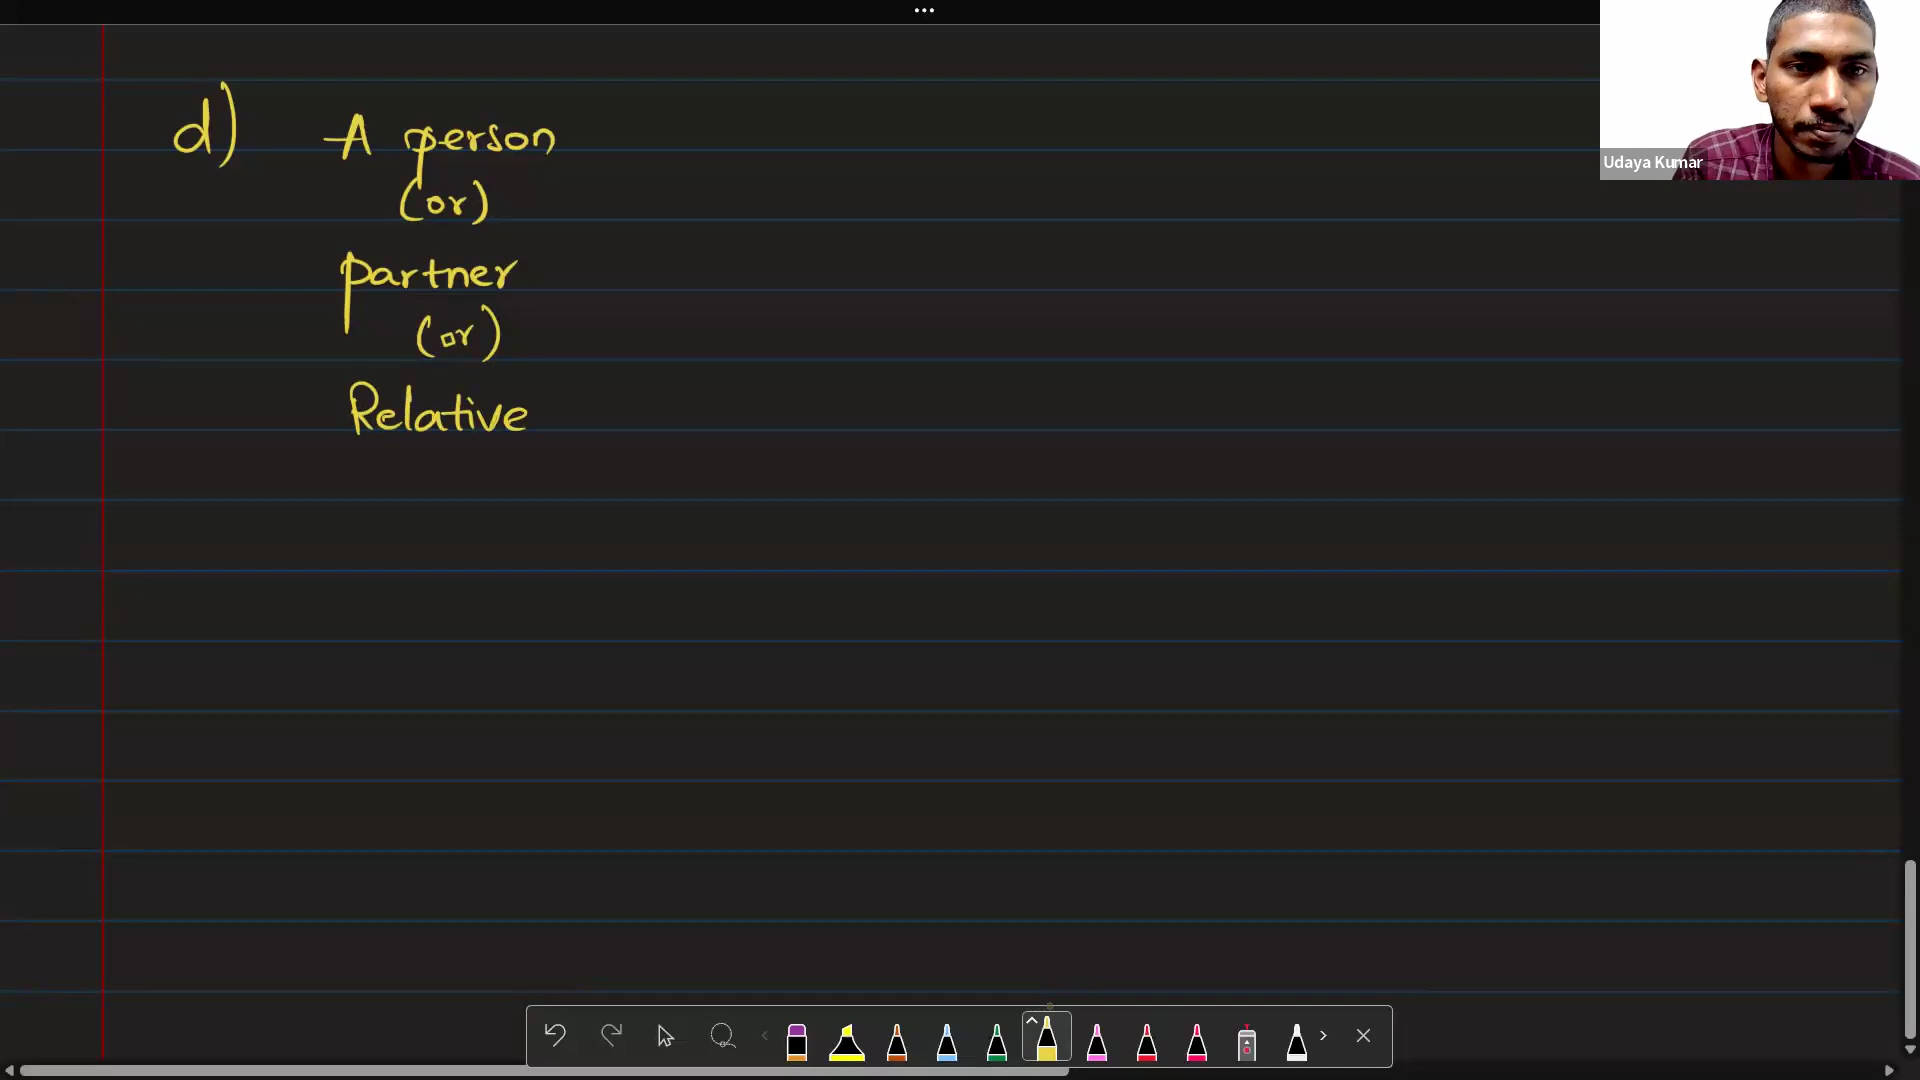 d) A person
(or)
partner
(or)
Relative
Udaya Kumar